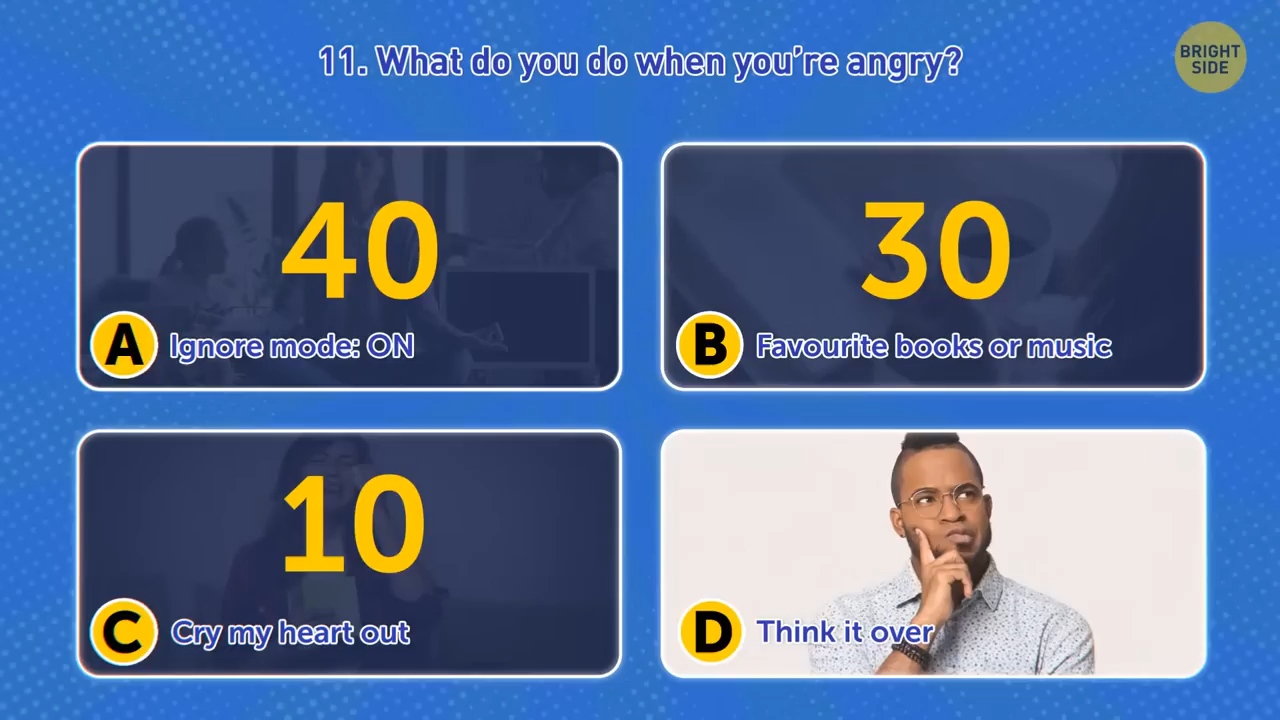 11. What do you do when you’re angry?
BRIGHT
SIDE
40
A Ignore mode: ON
30
B Favourite books or music
10
C Cry my heart out
D Think it over